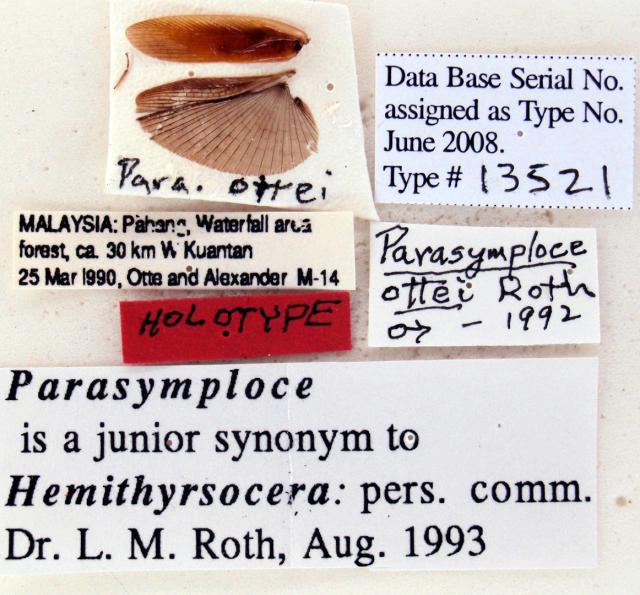 Para. ottei
Data Base Serial No.
assigned as Type No.
June 2008.
Type # 13521
MALAYSIA: Pahang, Waterfall area
forest, ca. 30 km W Kuantan
25 Mar 1990, Otte and Alexander M-14
Parasymploce
ottei Roth
♂ - 1992
HOLOTYPE
Parasymploce
is a junior synonym to
Hemithyrsocera: pers. comm.
Dr. L. M. Roth, Aug. 1993